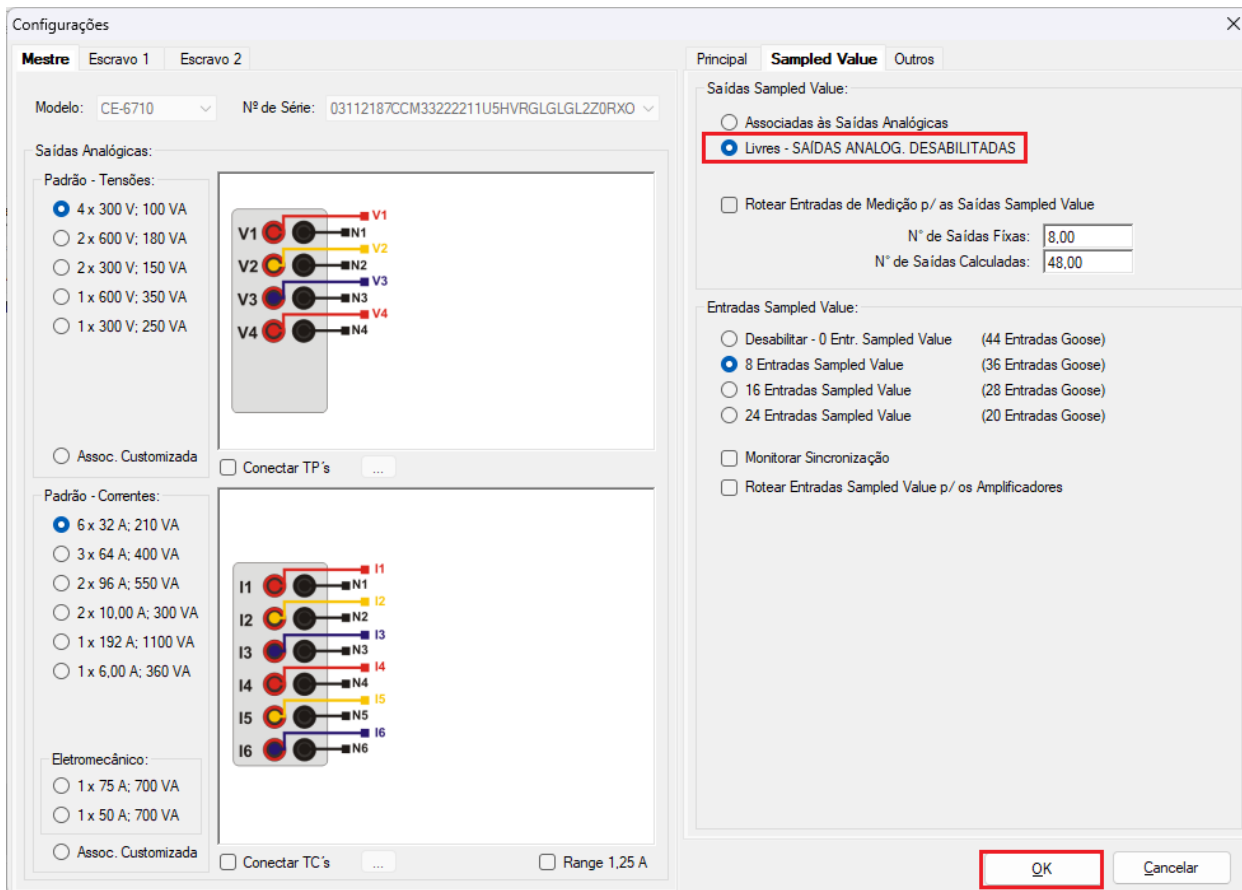 Configurações
Mestre Escravo 1 Escravo 2
Modelo: CE-6710 Nº de Série: 03112187CCM33222211U5HVRGLGLGL2Z0RXO
Saídas Analógicas:
Padrão - Tensões:
4 x 300 V; 100 VA
2 x 600 V; 180 VA
2 x 300 V; 150 VA
1 x 600 V; 350 VA
1 x 300 V; 250 VA
Assoc. Customizada
V1 V1
N1
V2 V2
N2
V3 V3
N3
V4 V4
N4
Conectar TP´s ...
Padrão - Correntes:
6 x 32 A; 210 VA
3 x 64 A; 400 VA
2 x 96 A; 550 VA
2 x 10,00 A; 300 VA
1 x 192 A; 1100 VA
1 x 6,00 A; 360 VA
Eletromecânico:
1 x 75 A; 700 VA
1 x 50 A; 700 VA
Assoc. Customizada
I1 I1
N1
I2 I2
N2
I3 I3
N3
I4 I4
N4
I5 I5
N5
I6 I6
N6
Conectar TC´s ... Range 1,25 A
Principal Sampled Value Outros
Saídas Sampled Value:
Associadas às Saídas Analógicas
Livres - SAÍDAS ANALOG. DESABILITADAS
Rotear Entradas de Medição p/ as Saídas Sampled Value
N° de Saídas Fixas: 8,00
N° de Saídas Calculadas: 48,00
Entradas Sampled Value:
Desabilitar - 0 Entr. Sampled Value (44 Entradas Goose)
8 Entradas Sampled Value (36 Entradas Goose)
16 Entradas Sampled Value (28 Entradas Goose)
24 Entradas Sampled Value (20 Entradas Goose)
Monitorar Sincronização
Rotear Entradas Sampled Value p/ os Amplificadores
OK Cancelar